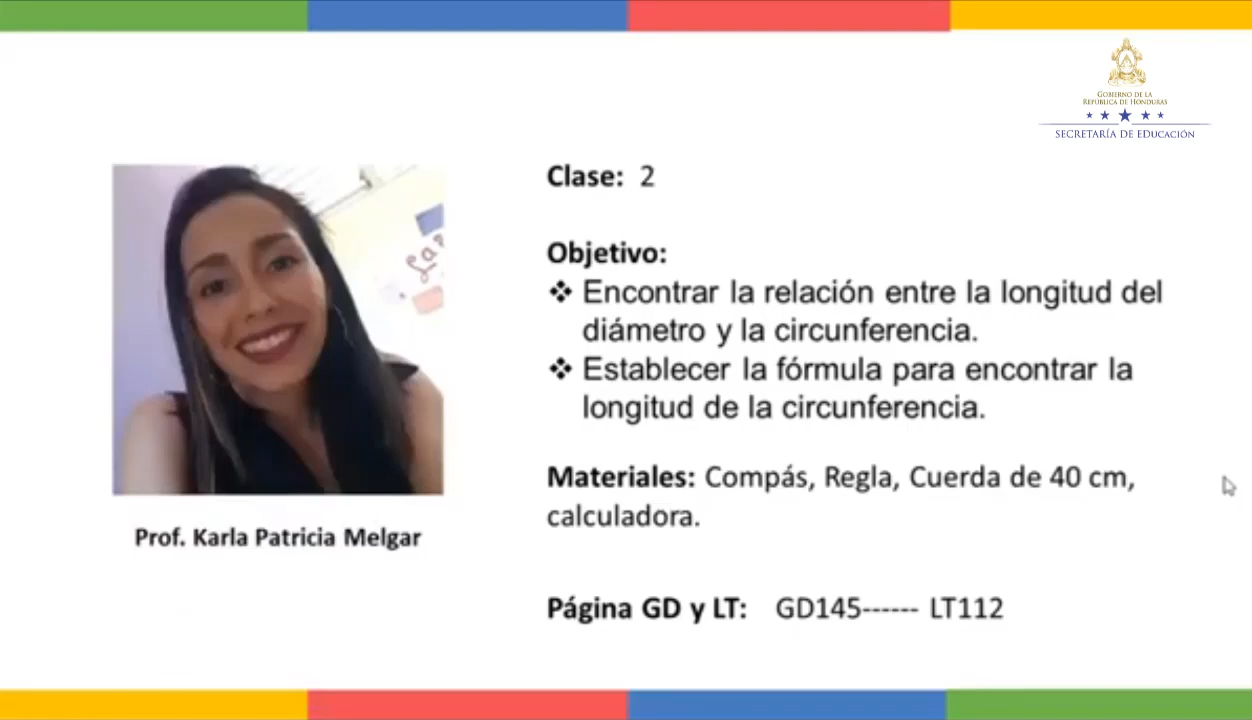 GOBIERNO DE LA
REPÚBLICA DE HONDURAS
SECRETARÍA DE EDUCACIÓN
Clase: 2
Objetivo:
❖ Encontrar la relación entre la longitud del
diámetro y la circunferencia.
❖ Establecer la fórmula para encontrar la
longitud de la circunferencia.
Materiales: Compás, Regla, Cuerda de 40 cm,
calculadora.
Prof. Karla Patricia Melgar
Página GD y LT: GD145------ LT112